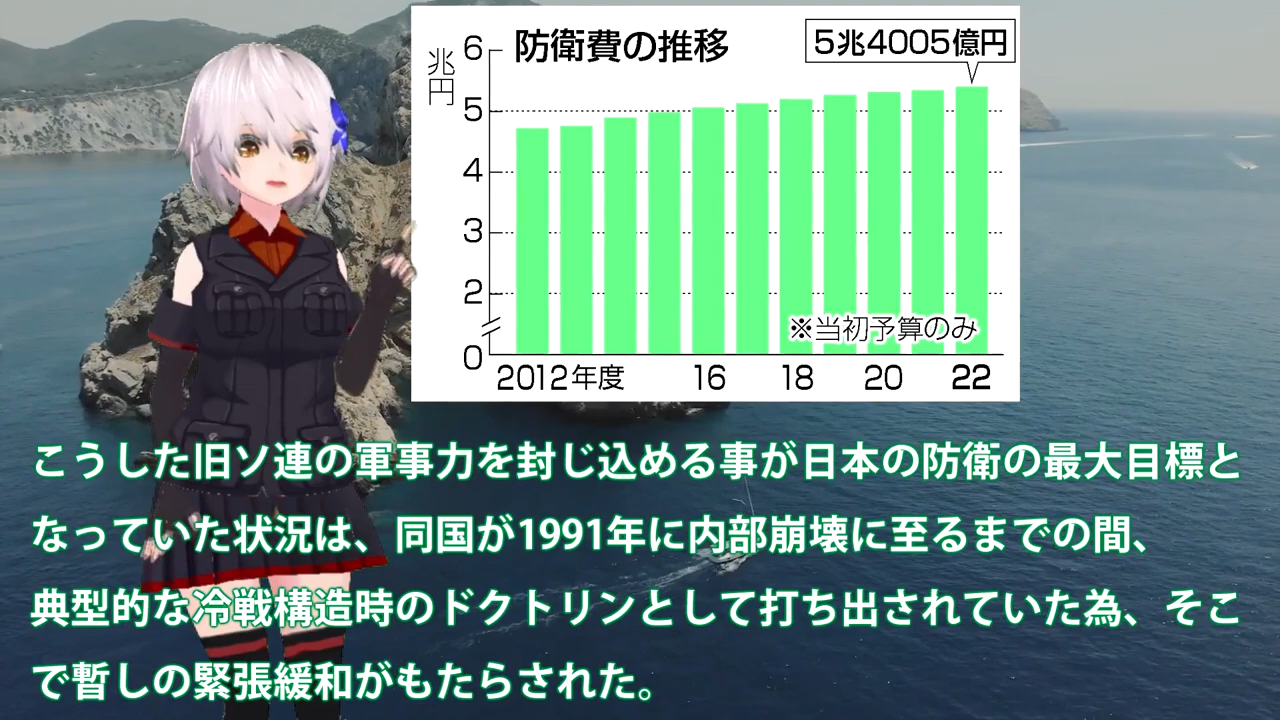 防衛費の推移
5兆4005億円
兆円
6
5
4
3
2
0
※当初予算のみ
2012年度 16 18 20 22
こうした旧ソ連の軍事力を封じ込める事が日本の防衛の最大目標と
なっていた状況は、同国が1991年に内部崩壊に至るまでの間、
典型的な冷戦構造時のドクトリンとして打ち出されていた為、そこ
で暫しの緊張緩和がもたらされた。